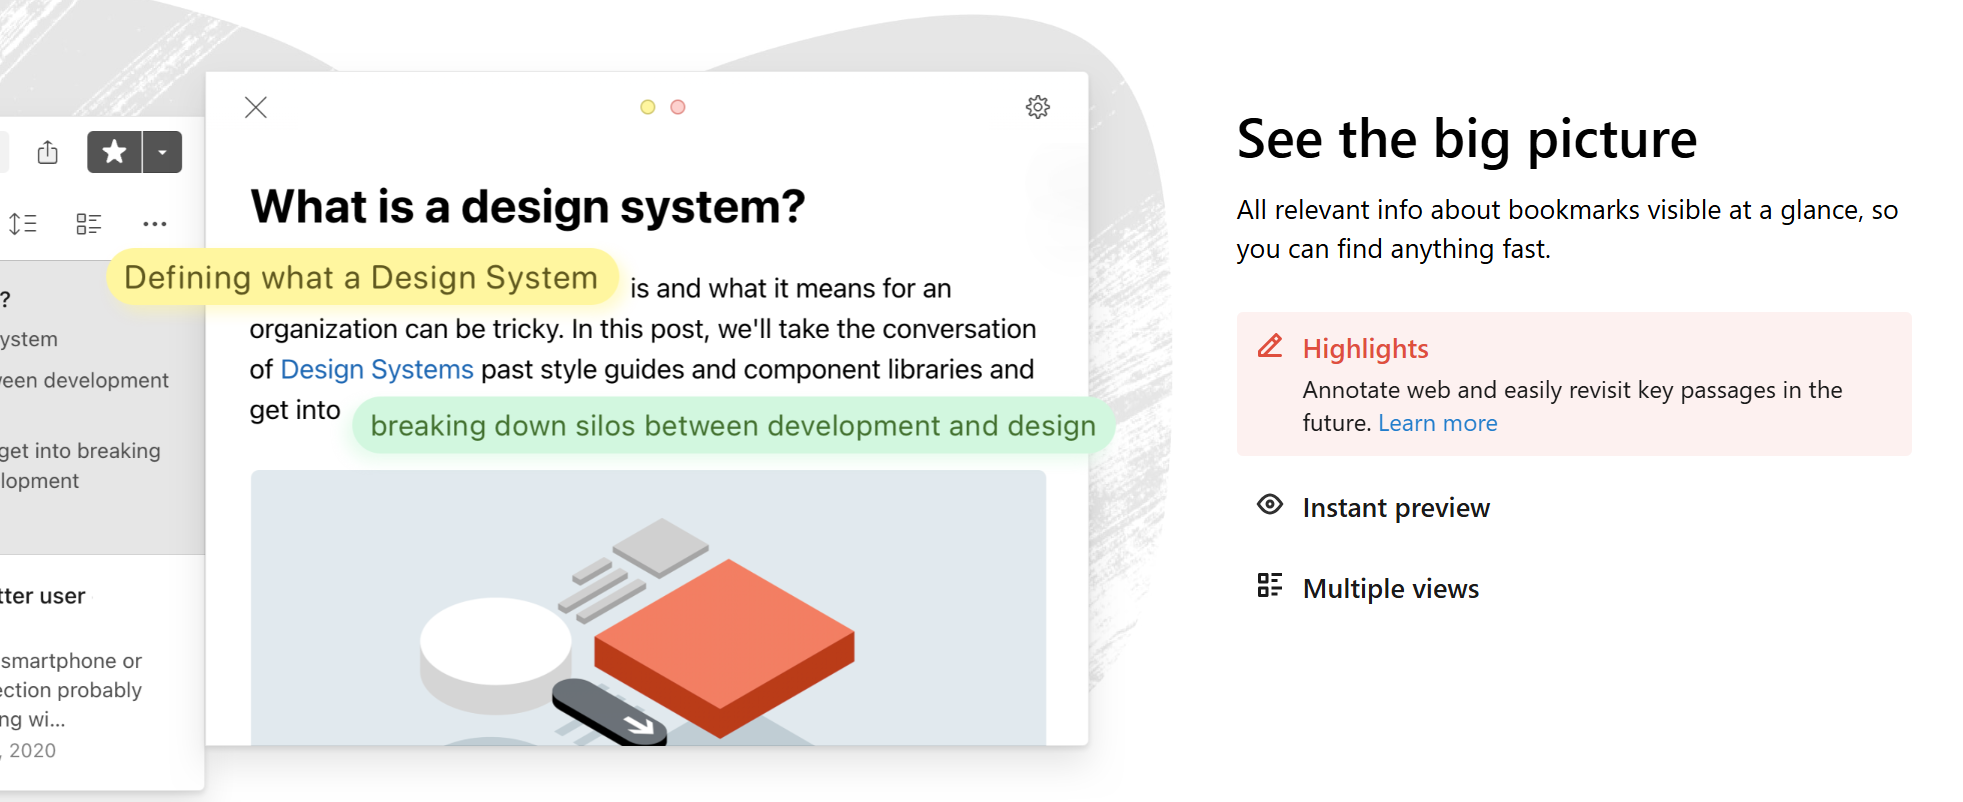 ?
ystem
een development
get into breaking
lopment
tter user
smartphone or
ection probably
ng wi...
, 2020
What is a design system?
Defining what a Design System is and what it means for an
organization can be tricky. In this post, we'll take the conversation
of Design Systems past style guides and component libraries and
get into breaking down silos between development and design
See the big picture
All relevant info about bookmarks visible at a glance, so
you can find anything fast.
Highlights
Annotate web and easily revisit key passages in the
future. Learn more
Instant preview
Multiple views